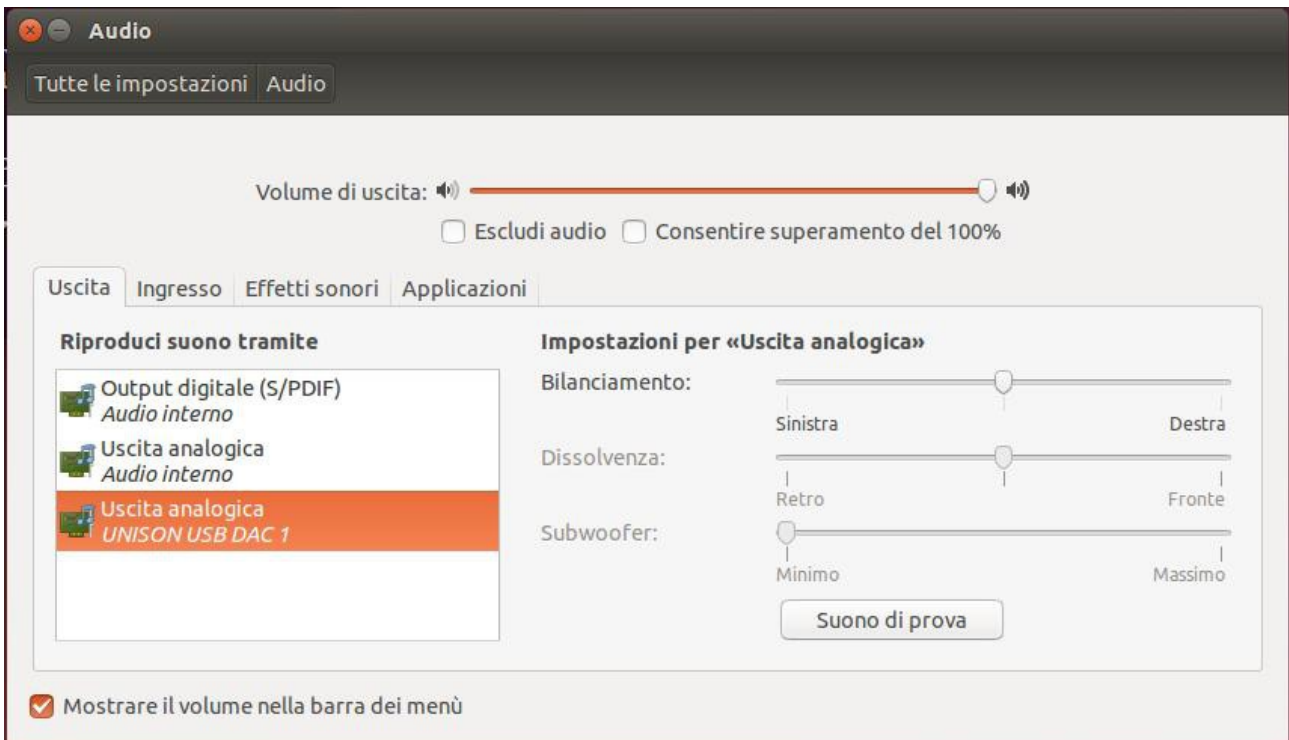 Audio
Tutte le impostazioni Audio
Volume di uscita:
Escludi audio Consentire superamento del 100%
Uscita Ingresso Effetti sonori Applicazioni
Riproduci suono tramite
Output digitale (S/PDIF)
Audio interno
Uscita analogica
Audio interno
Uscita analogica
UNISON USB DAC 1
Impostazioni per «Uscita analogica»
Bilanciamento:
Sinistra Destra
Dissolvenza:
Retro Fronte
Subwoofer:
Minimo Massimo
Suono di prova
Mostrare il volume nella barra dei menù